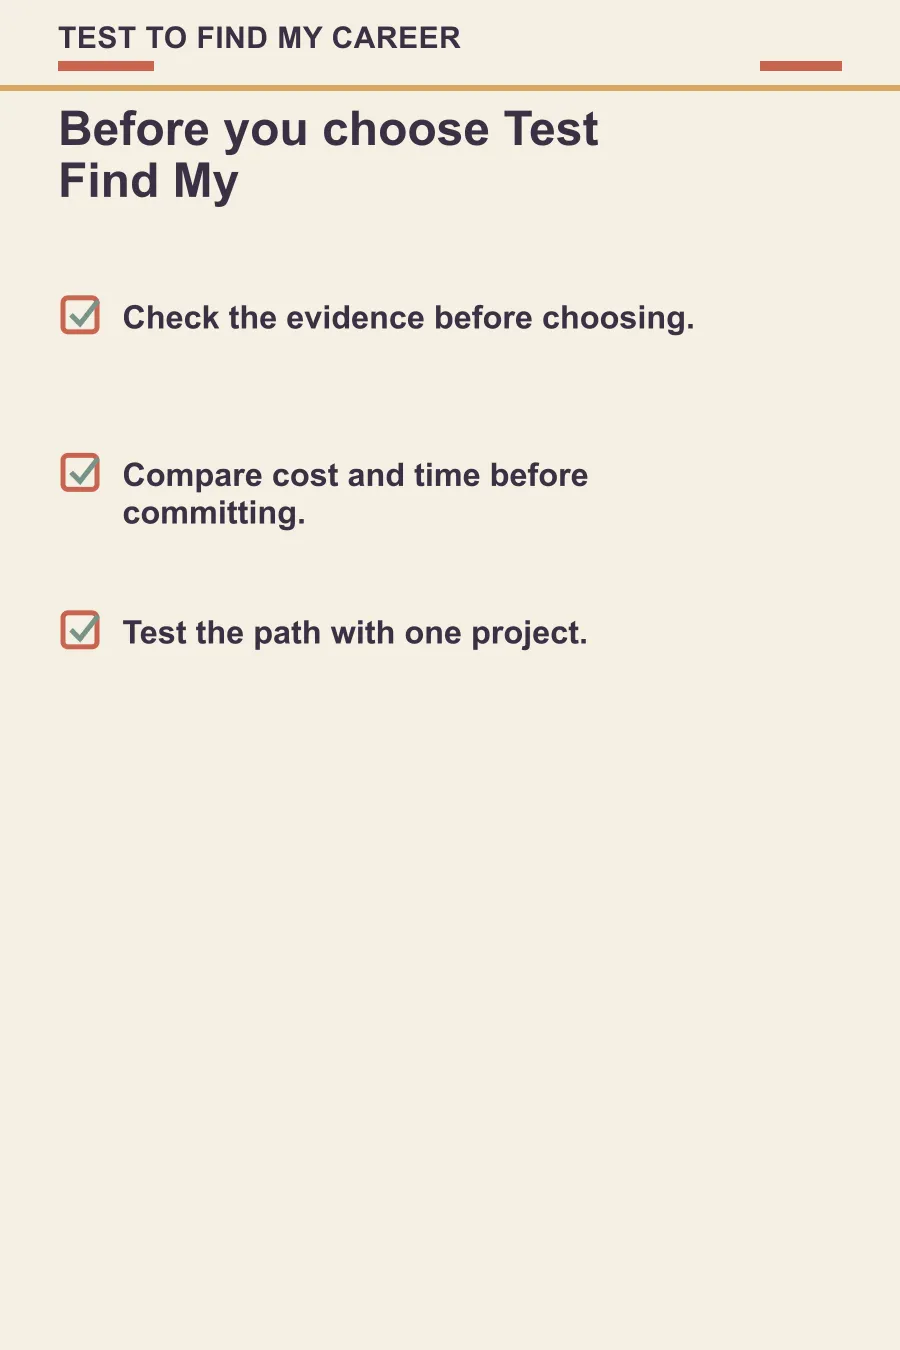 TEST TO FIND MY CAREER
Before you choose Test
Find My
Check the evidence before choosing.
Compare cost and time before
committing.
Test the path with one project.